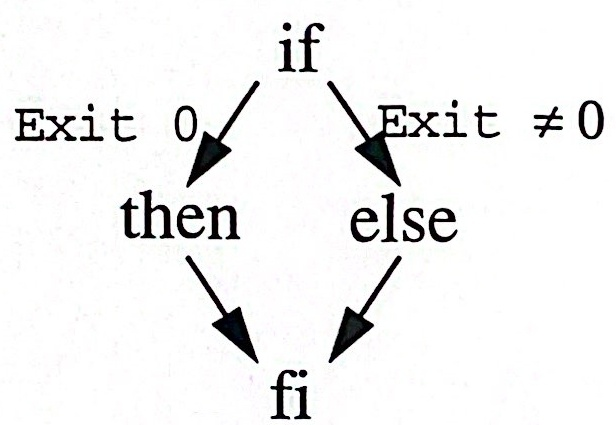 if
Exit 0 Exit ≠ 0
then else
fi